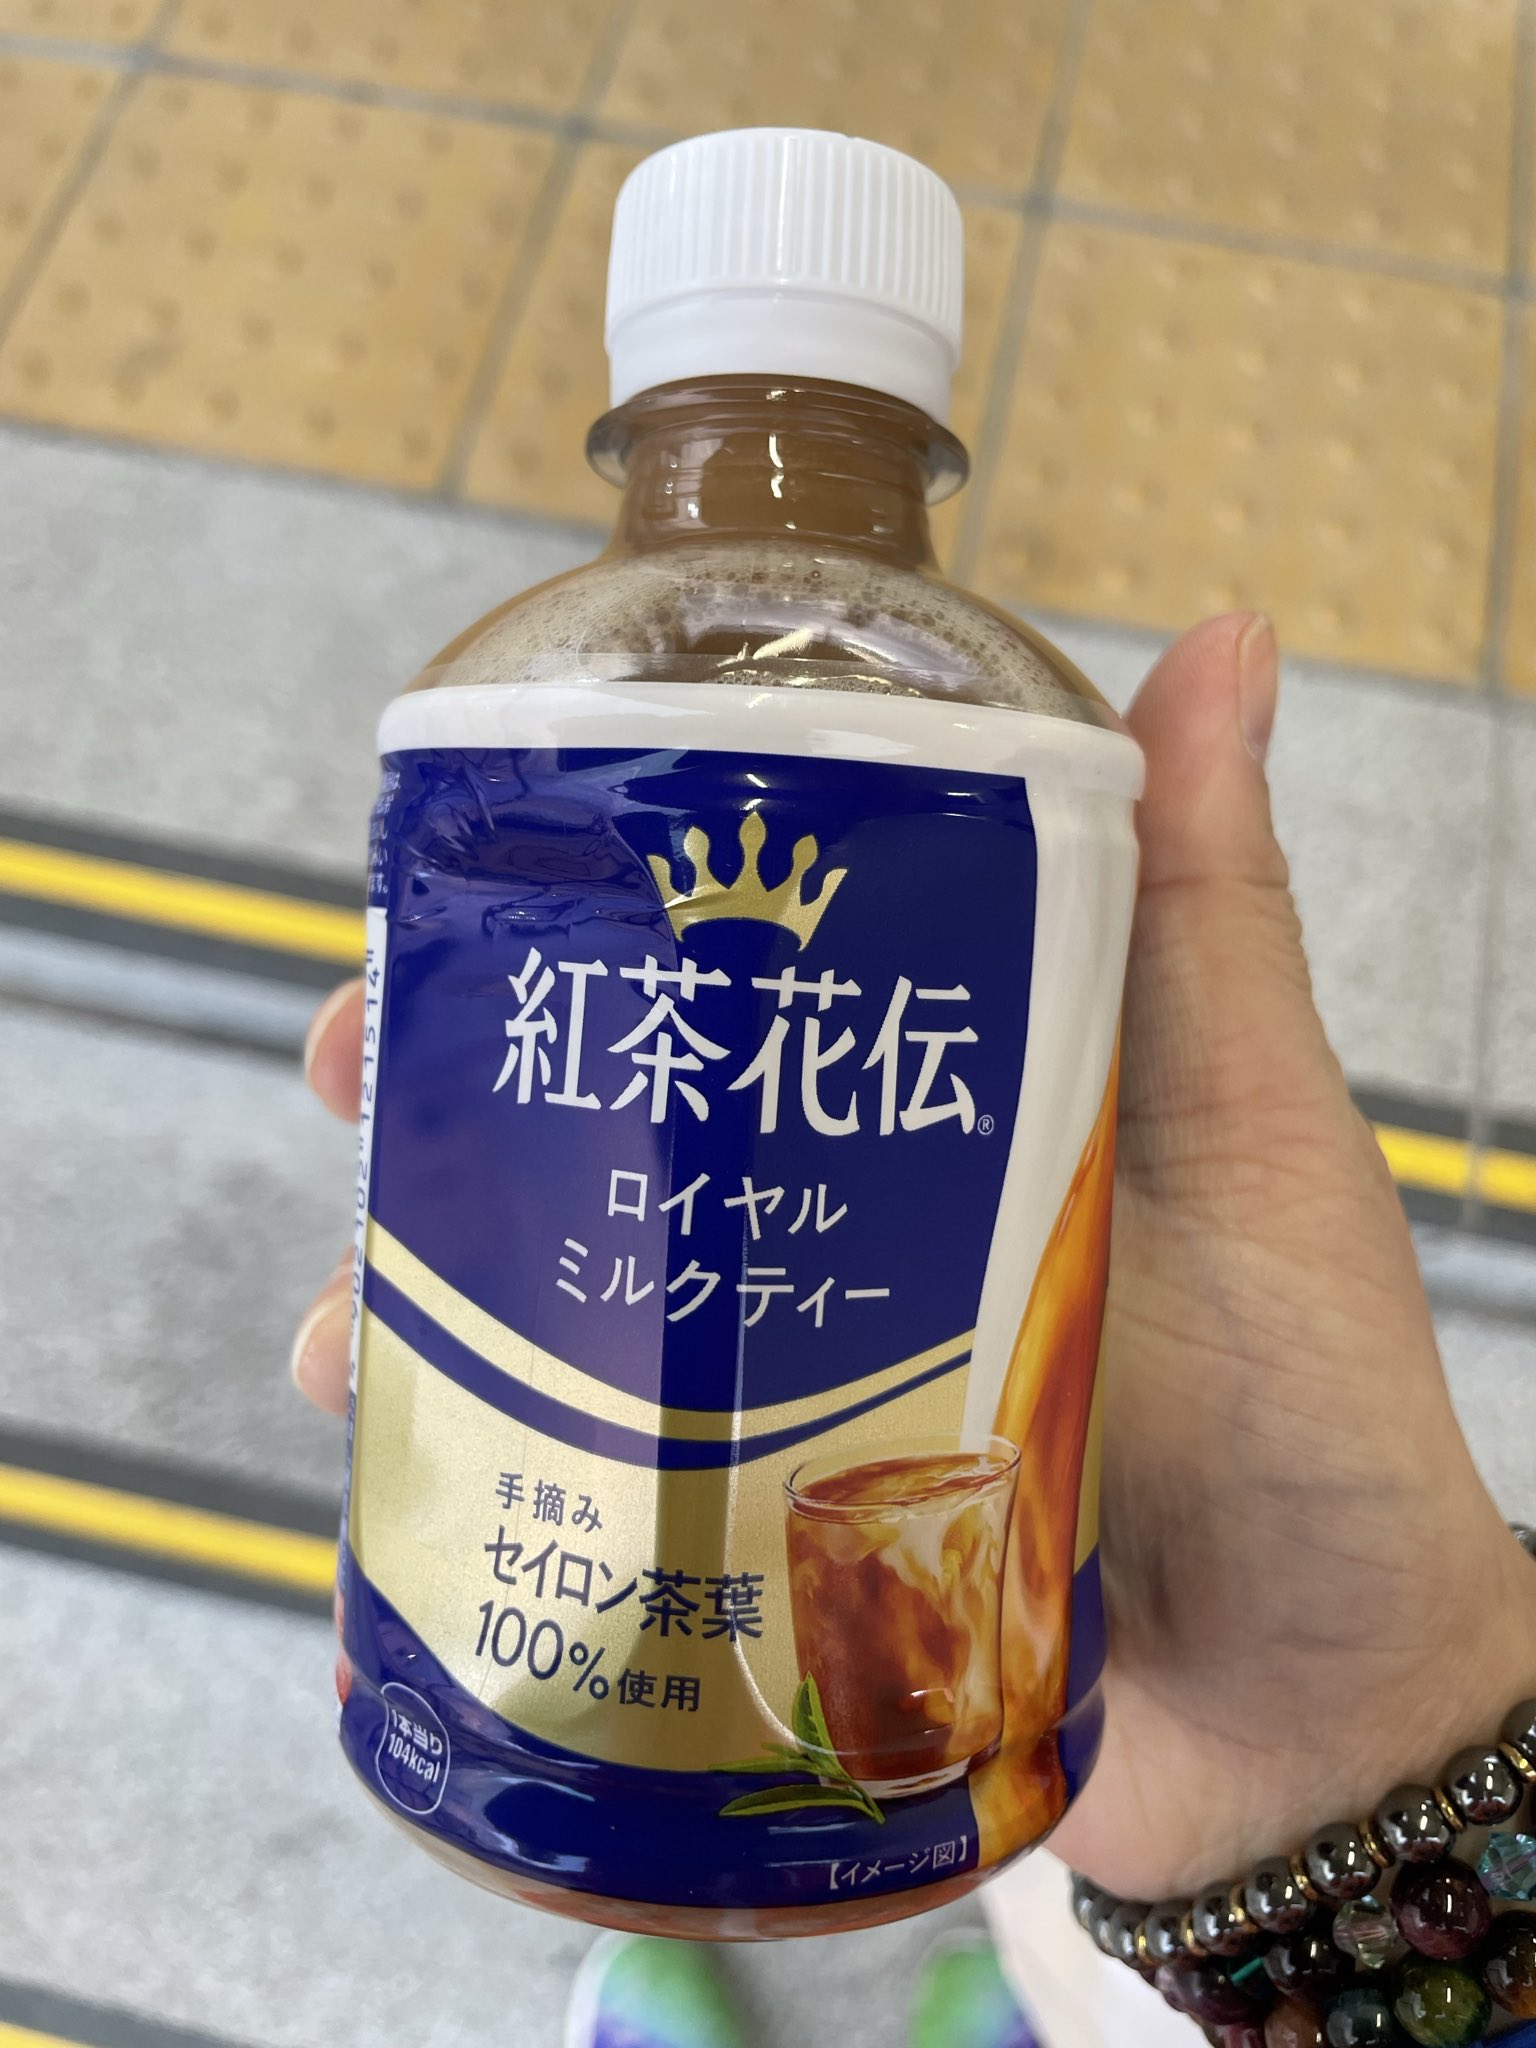 紅茶花伝®
ロイヤル
ミルクティー
手摘み
セイロン茶葉
100%使用
1本当り
104kcal
【イメージ図】